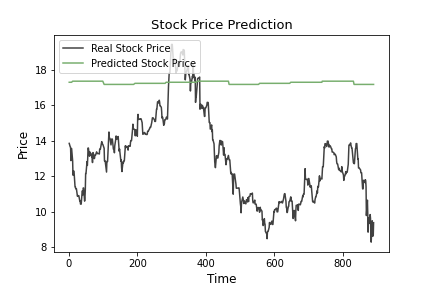 Stock Price Prediction
Real Stock Price
Predicted Stock Price
18
16
14
12
10
8
Price
0 200 400 600 800
Time